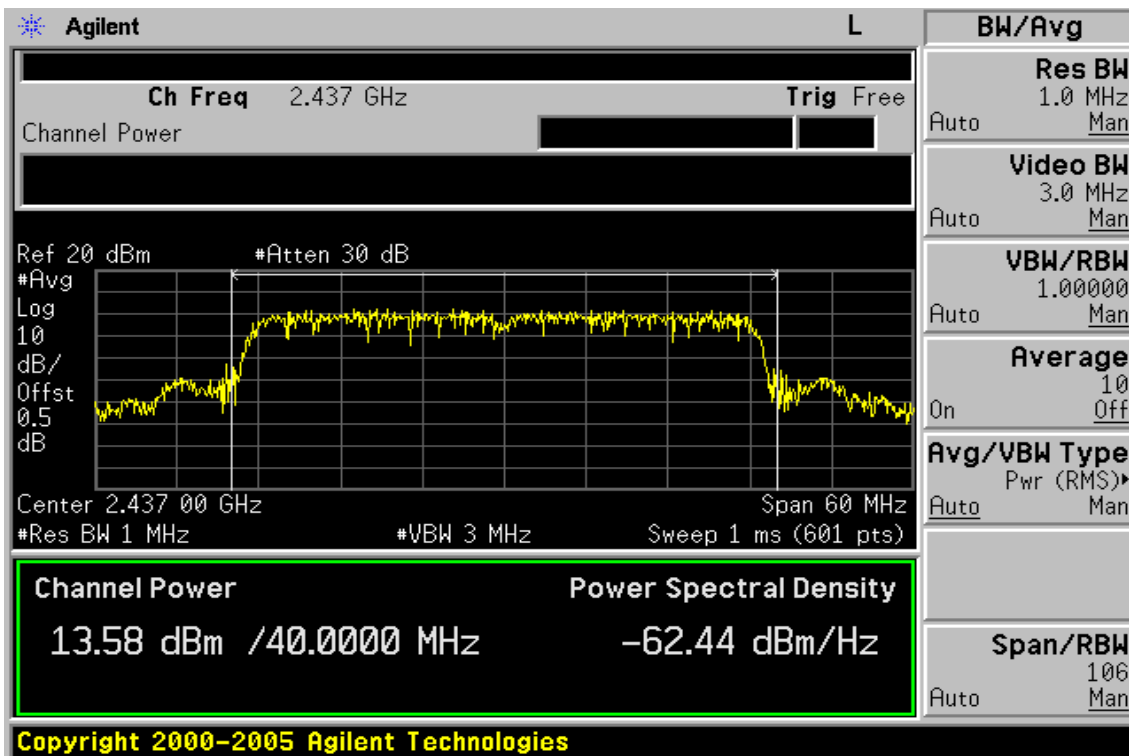 Agilent L
Ch Freq 2.437 GHz Trig Free
Channel Power
Ref 20 dBm #Atten 30 dB
#Avg
Log
10
dB/
Offst
0.5
dB
Center 2.437 00 GHz Span 60 MHz
#Res BW 1 MHz #VBW 3 MHz Sweep 1 ms (601 pts)
Channel Power Power Spectral Density
13.58 dBm /40.0000 MHz -62.44 dBm/Hz
Copyright 2000-2005 Agilent Technologies
BW/Avg
Res BW
1.0 MHz
Auto Man
Video BW
3.0 MHz
Auto Man
VBW/RBW
1.00000
Auto Man
Average
10
On Off
Avg/VBW Type
Pwr (RMS)▸
Auto Man
Span/RBW
106
Auto Man